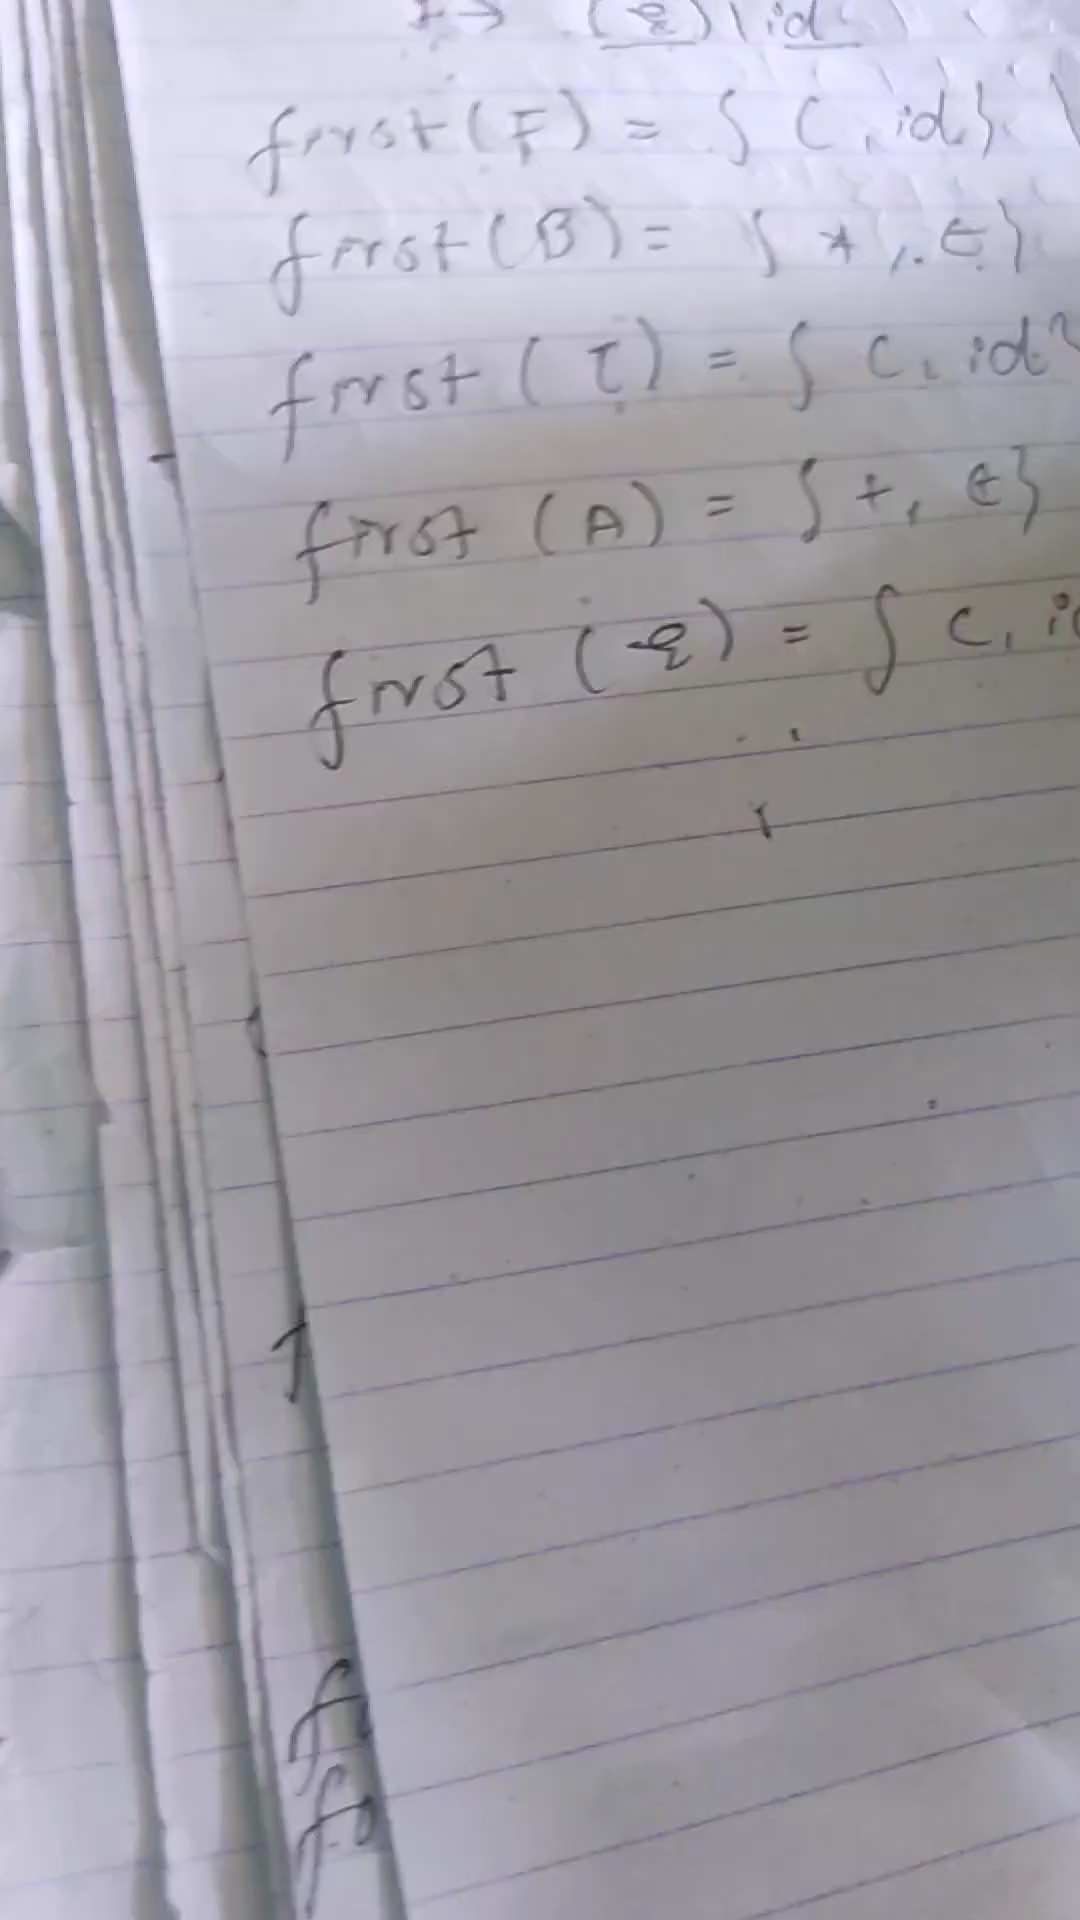 F → (E) | id
first(F) = { (, id}
first(B) = { *, ε}
first(T) = { (, id}
first(A) = { +, ε}
first(E) = { (, i